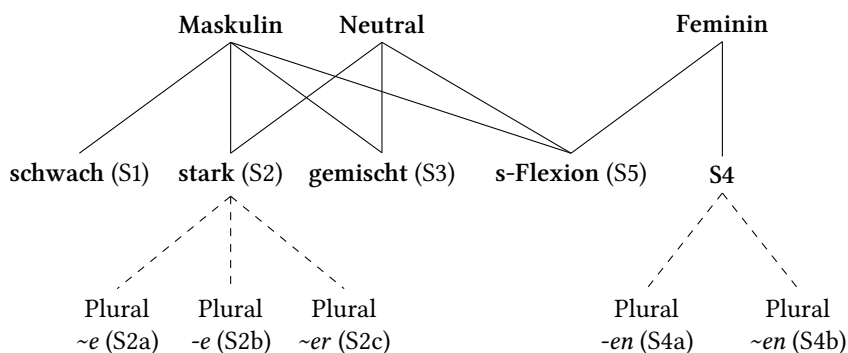 Maskulin Neutral Feminin
schwach (S1) stark (S2) gemischt (S3) s-Flexion (S5) S4
Plural Plural Plural Plural Plural
~e (S2a) -e (S2b) ~er (S2c) -en (S4a) ~en (S4b)